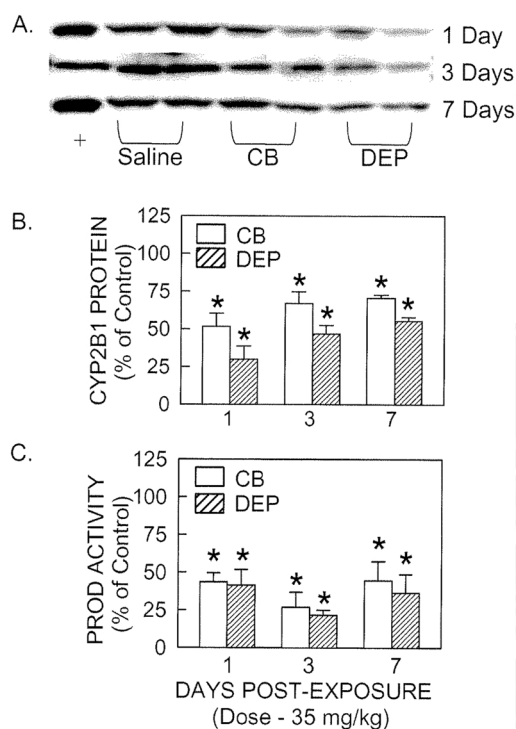 A.
1 Day
3 Days
7 Days
+
Saline
CB
DEP
B.
CYP2B1 PROTEIN
(% of Control)
125
100
75
50
25
0
CB
DEP
* * * * * *
1 3 7
C.
PROD ACTIVITY
(% of Control)
125
100
75
50
25
0
CB
DEP
* * * * * *
1 3 7
DAYS POST-EXPOSURE
(Dose - 35 mg/kg)